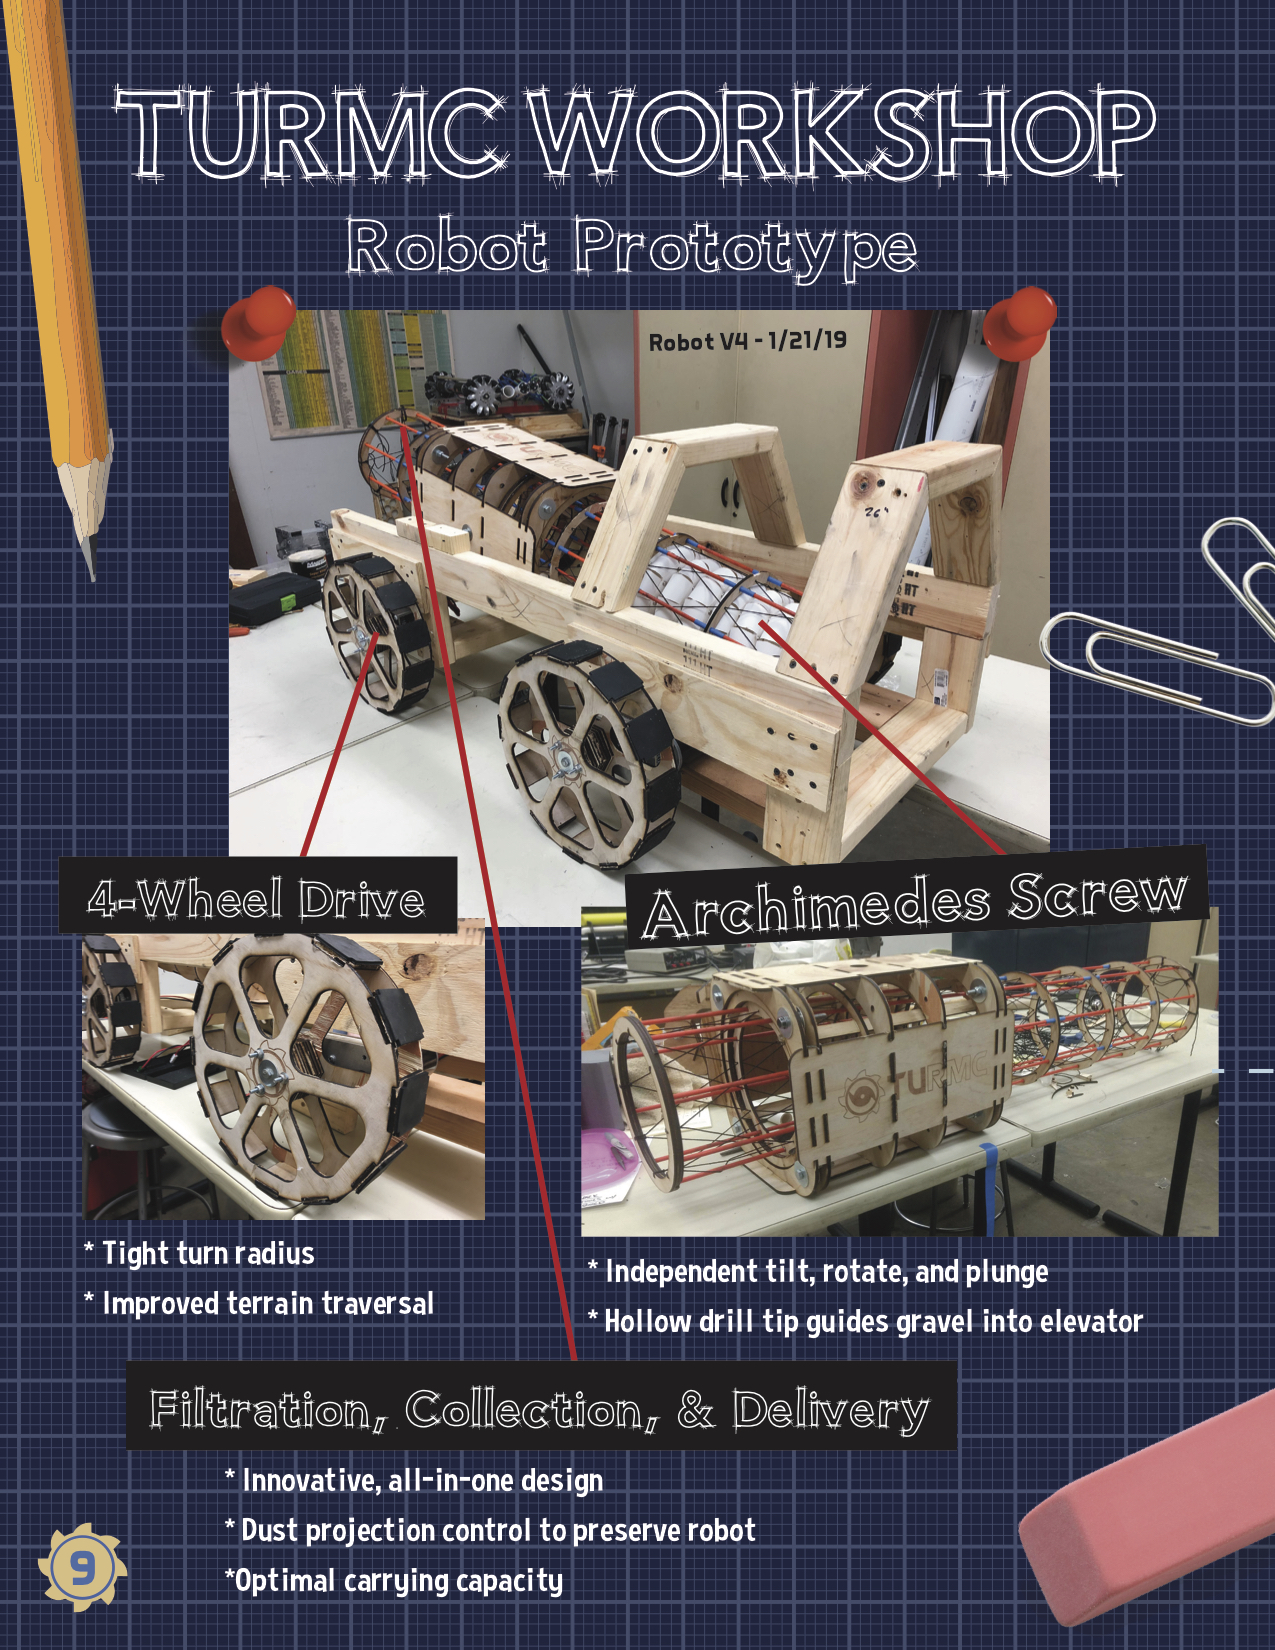 TURMC WORKSHOP
Robot Prototype
Robot V4 - 1/21/19
26"
4-Wheel Drive
Archimedes Screw
TURMC
* Tight turn radius
* Improved terrain traversal
* Independent tilt, rotate, and plunge
* Hollow drill tip guides gravel into elevator
Filtration, Collection, & Delivery
* Innovative, all-in-one design
* Dust projection control to preserve robot
*Optimal carrying capacity
9